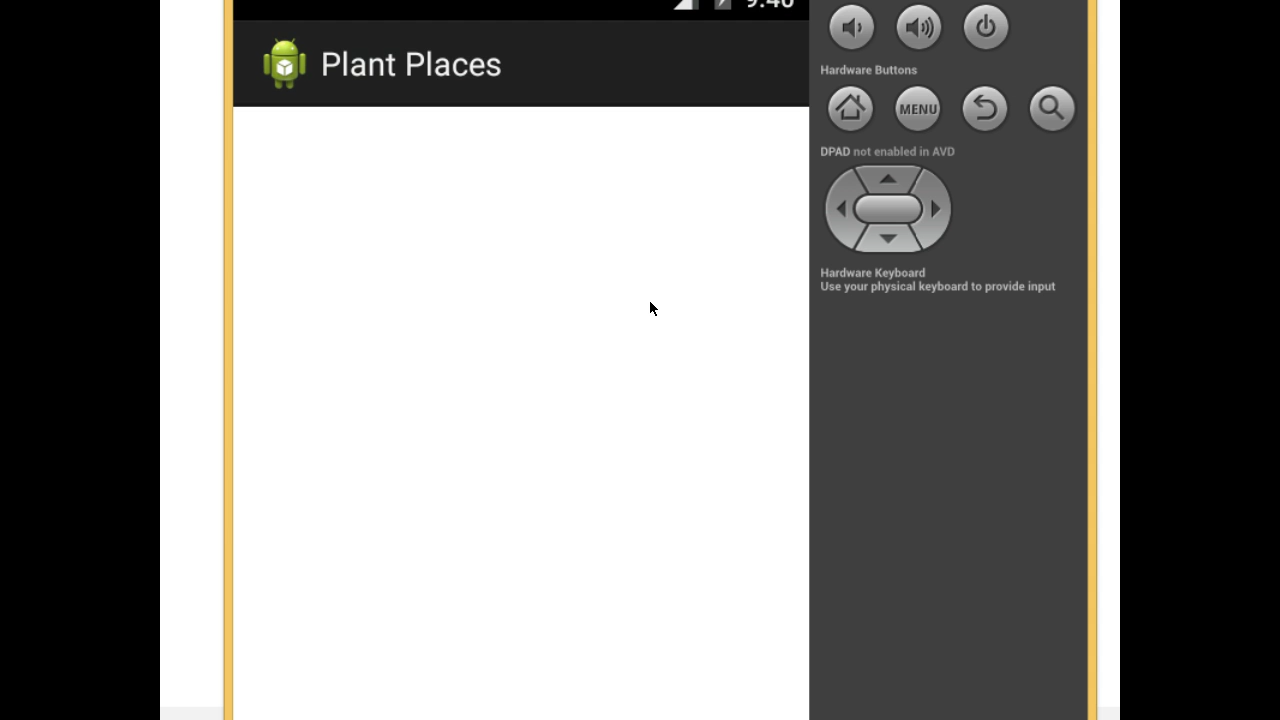 Plant Places
Hardware Buttons
MENU
DPAD not enabled in AVD
Hardware Keyboard
Use your physical keyboard to provide input